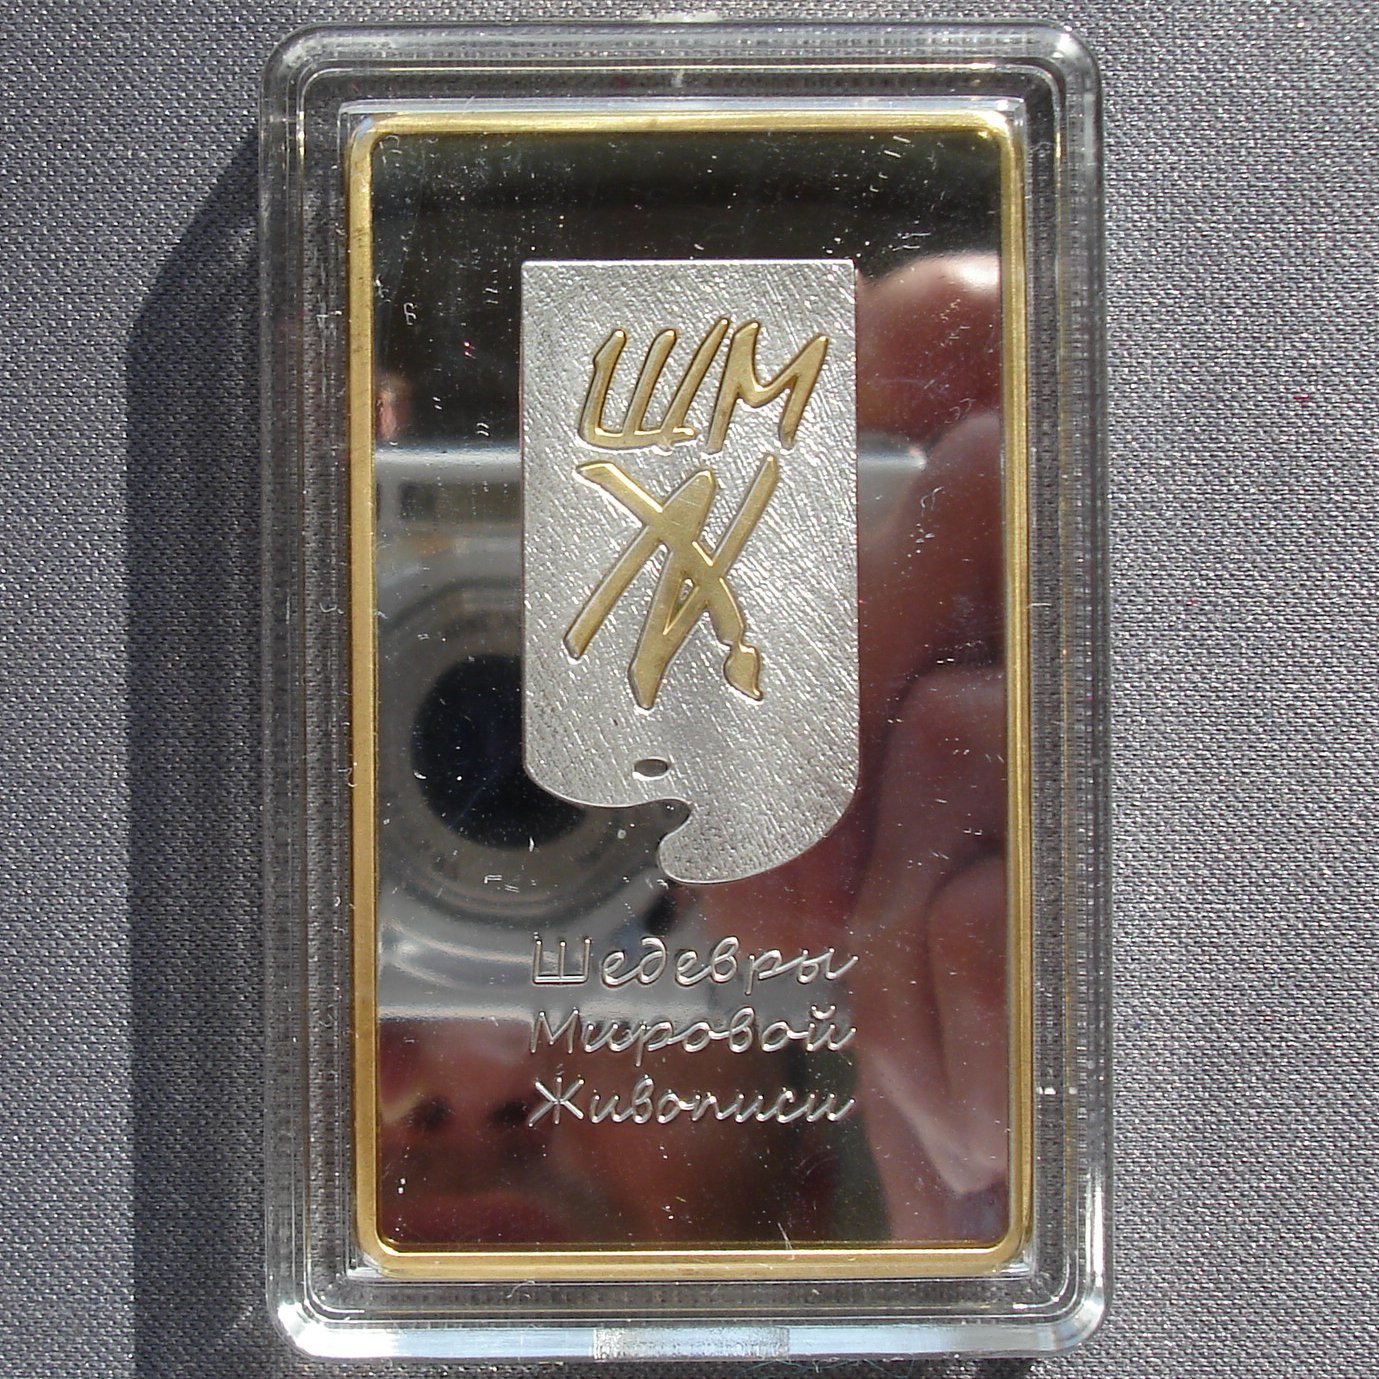 ШМ
Ж
Шедевры
Мировой
Живописи